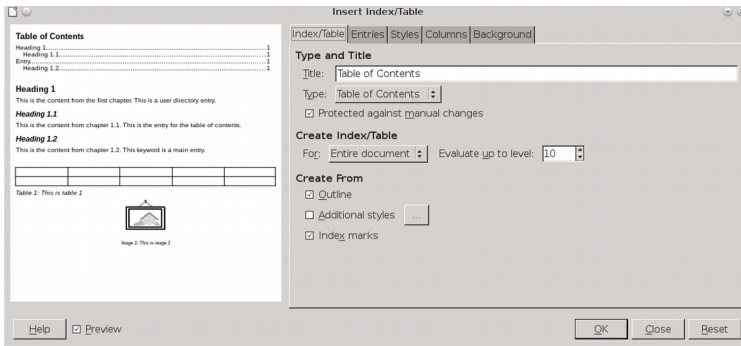 Insert Index/Table
Table of Contents
Heading 1..................................................................................................1
Heading 1.1..............................................................................................1
Entry..........................................................................................................1
Heading 1.2..............................................................................................1
Heading 1
This is the content from the first chapter. This is a user directory entry.
Heading 1.1
This is the content from chapter 1.1. This is the entry for the table of contents.
Heading 1.2
This is the content from chapter 1.2. This keyword is a main entry.
Table 1: This is table 1
Image 1: This is image 1
Index/Table Entries Styles Columns Background
Type and Title
Title: Table of Contents
Type: Table of Contents
Protected against manual changes
Create Index/Table
For: Entire document Evaluate up to level: 10
Create From
Outline
Additional styles ...
Index marks
Help Preview OK Close Reset